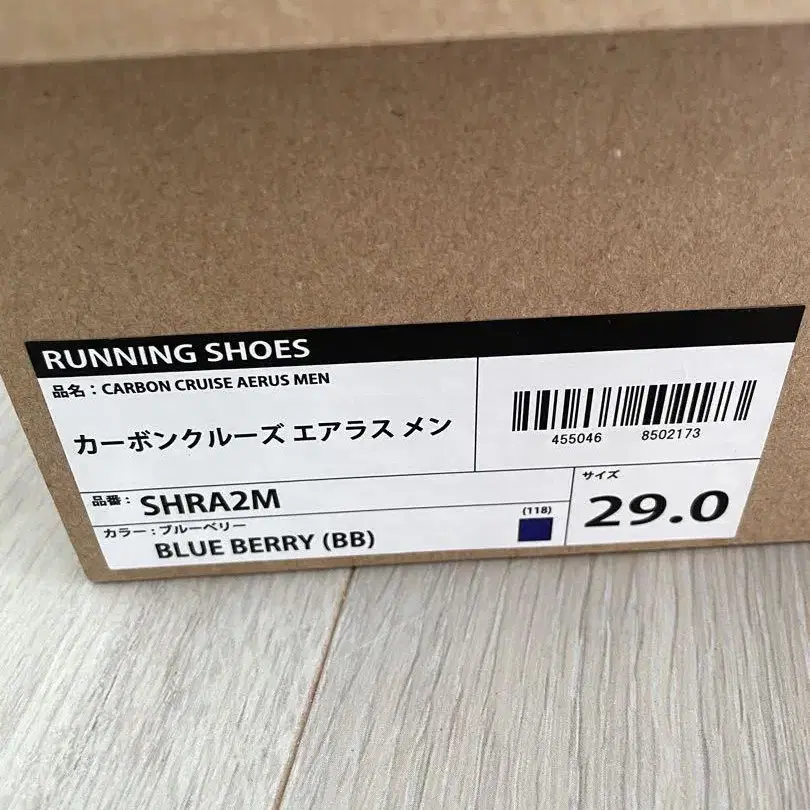 RUNNING SHOES
品名：CARBON CRUISE AERUS MEN
カーボンクルーズ エアラス メン
455046 8502173
品番： SHRA2M
サイズ
29.0
カラー：ブルーベリー
(118)
BLUE BERRY (BB)